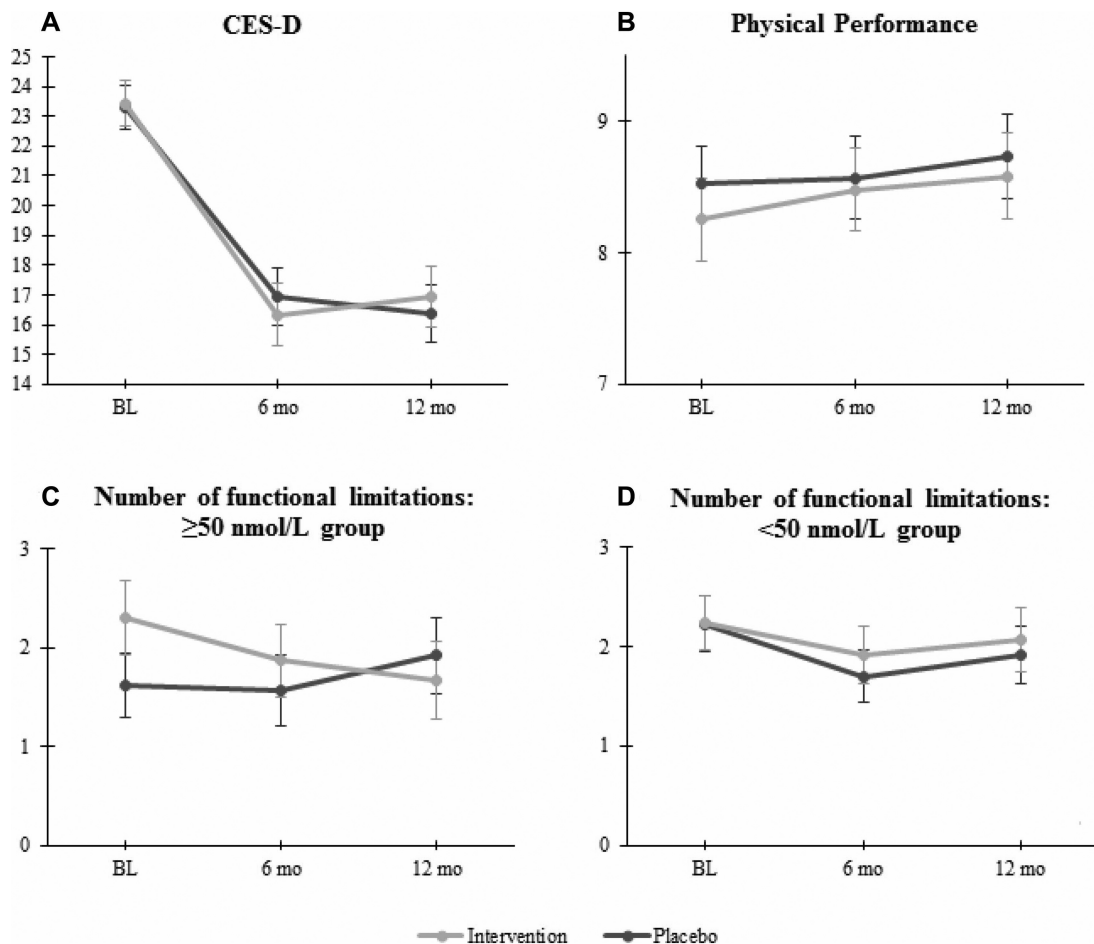 A
CES-D
25
24
23
22
21
20
19
18
17
16
15
14
BL
6 mo
12 mo
B
Physical Performance
9
8
7
BL
6 mo
12 mo
C
Number of functional limitations:
≥50 nmol/L group
3
2
1
0
BL
6 mo
12 mo
D
Number of functional limitations:
<50 nmol/L group
3
2
1
0
BL
6 mo
12 mo
Intervention
Placebo